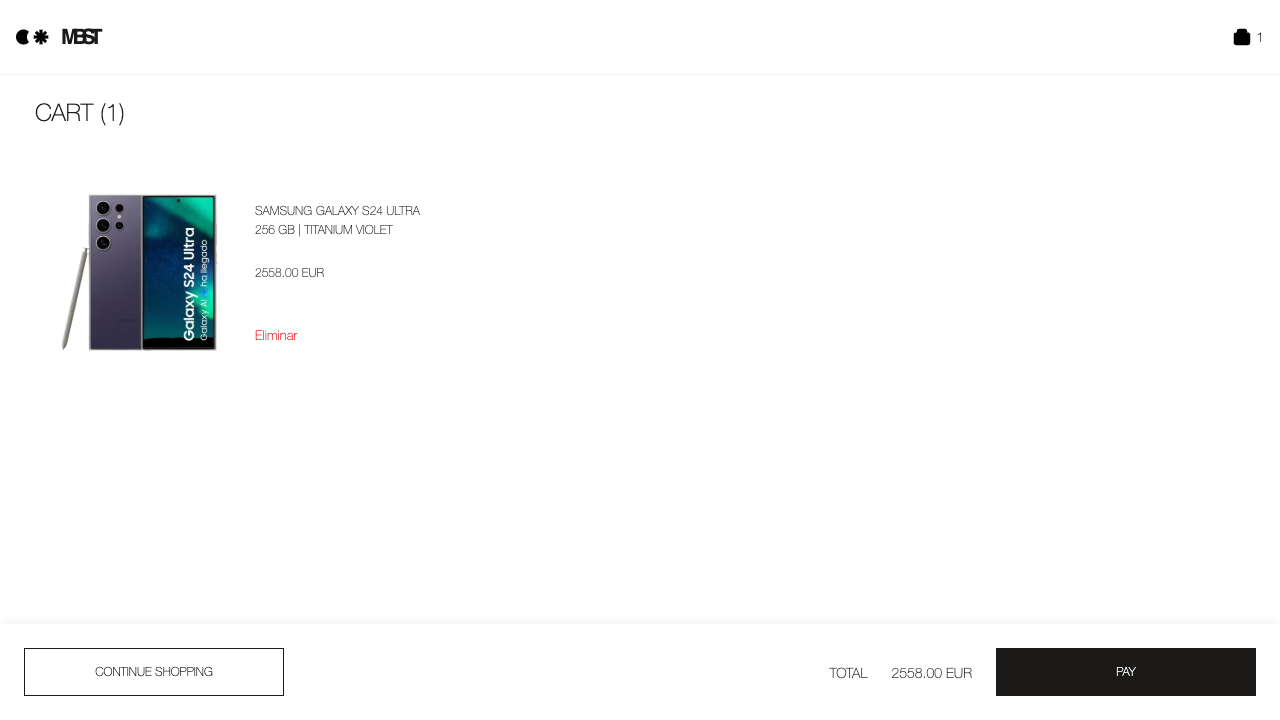 MBST
1
CART (1)
Galaxy S24 Ultra
Galaxy AI ha llegado
SAMSUNG GALAXY S24 ULTRA
256 GB | TITANIUM VIOLET
2558.00 EUR
Eliminar
CONTINUE SHOPPING
TOTAL 2558.00 EUR
PAY